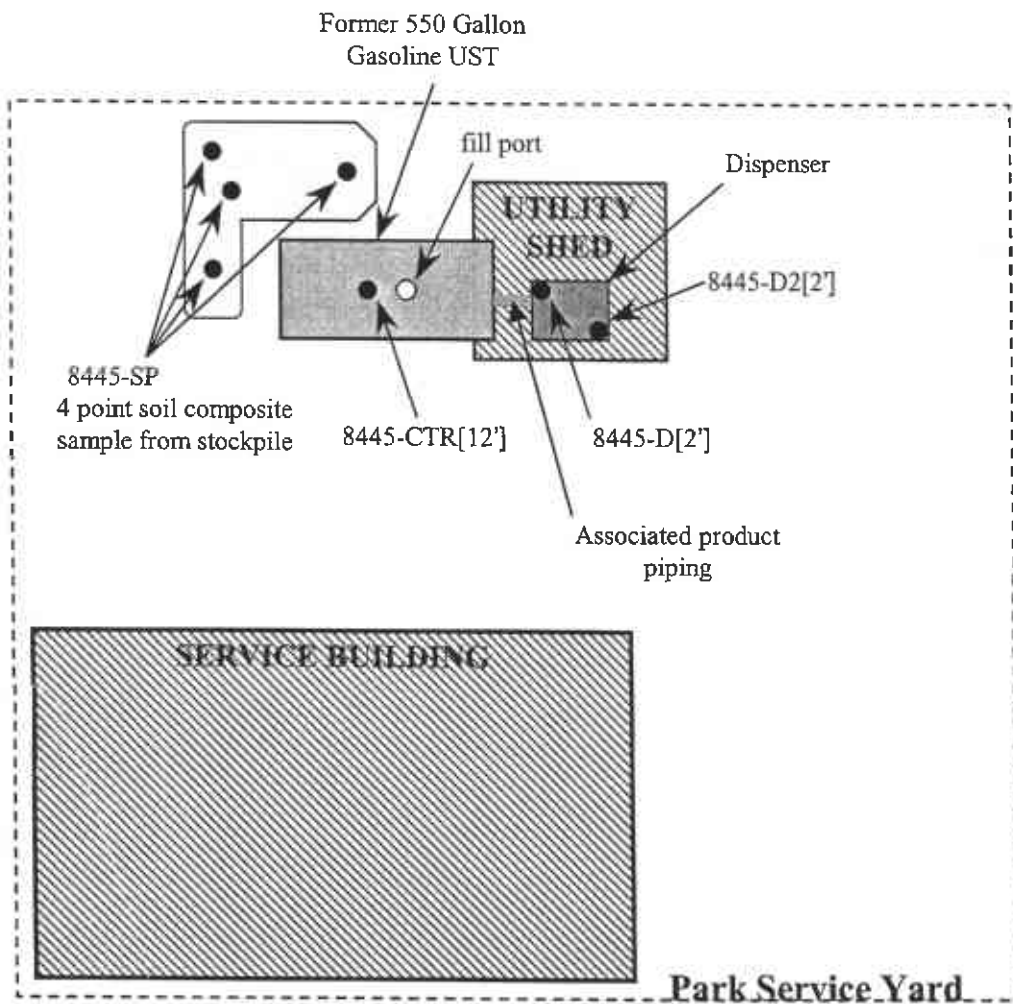 Former 550 Gallon
Gasoline UST
fill port
Dispenser
UTILITY
SHED
8445-D2[2']
8445-SP
4 point soil composite
sample from stockpile
8445-CTR[12']
8445-D[2']
Associated product
piping
SERVICE BUILDING
Park Service Yard